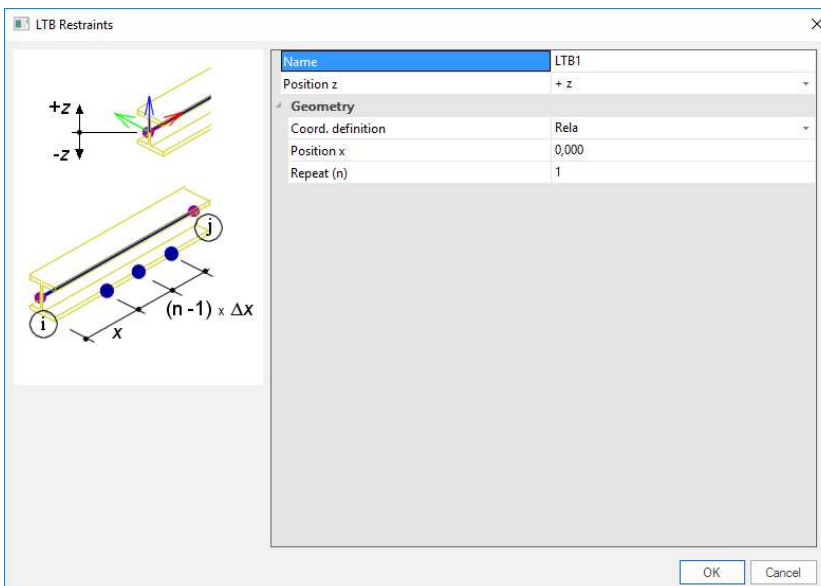 LTB Restraints
+z
-z
i
j
x
(n -1) x Δx
Name LTB1
Position z + z
Geometry
Coord. definition Rela
Position x 0,000
Repeat (n) 1
OK Cancel